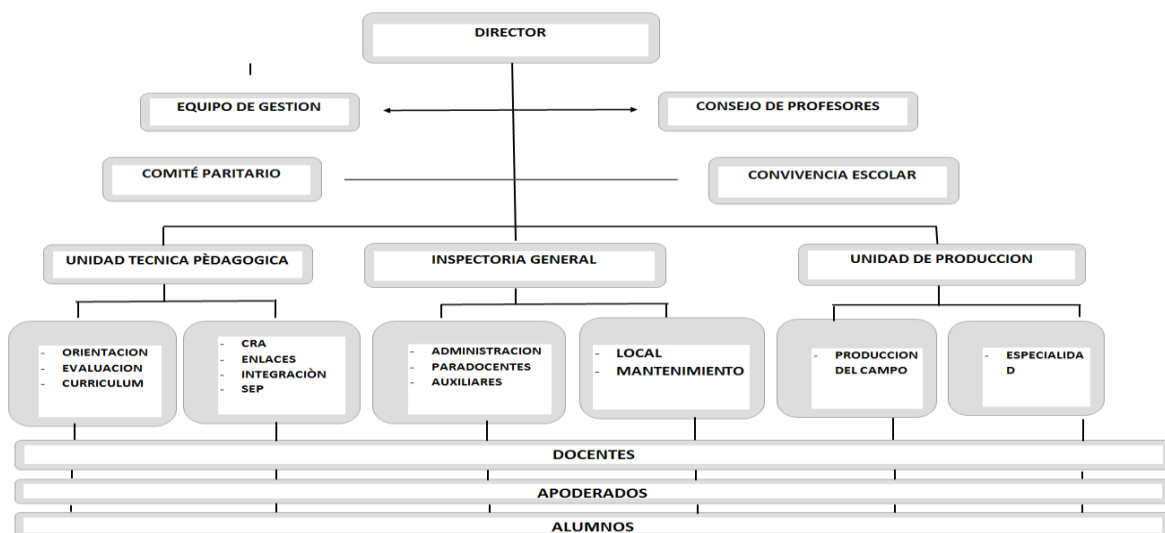 DIRECTOR
EQUIPO DE GESTION
CONSEJO DE PROFESORES
COMITÉ PARITARIO
CONVIVENCIA ESCOLAR
UNIDAD TECNICA PÈDAGOGICA
INSPECTORIA GENERAL
UNIDAD DE PRODUCCION
- ORIENTACION
- EVALUACION
- CURRICULUM
- CRA
- ENLACES
- INTEGRACIÒN
- SEP
- ADMINISTRACION
- PARADOCENTES
- AUXILIARES
- LOCAL
- MANTENIMIENTO
- PRODUCCION
DEL CAMPO
- ESPECIALIDA
D
DOCENTES
APODERADOS
ALUMNOS